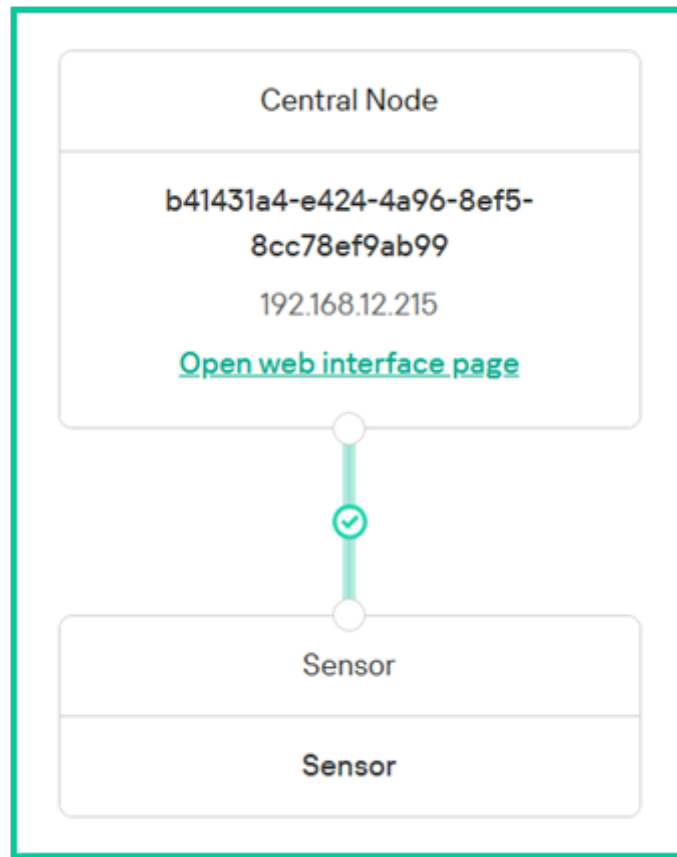 Central Node
b41431a4-e424-4a96-8ef5-
8cc78ef9ab99
192.168.12.215
Open web interface page
Sensor
Sensor